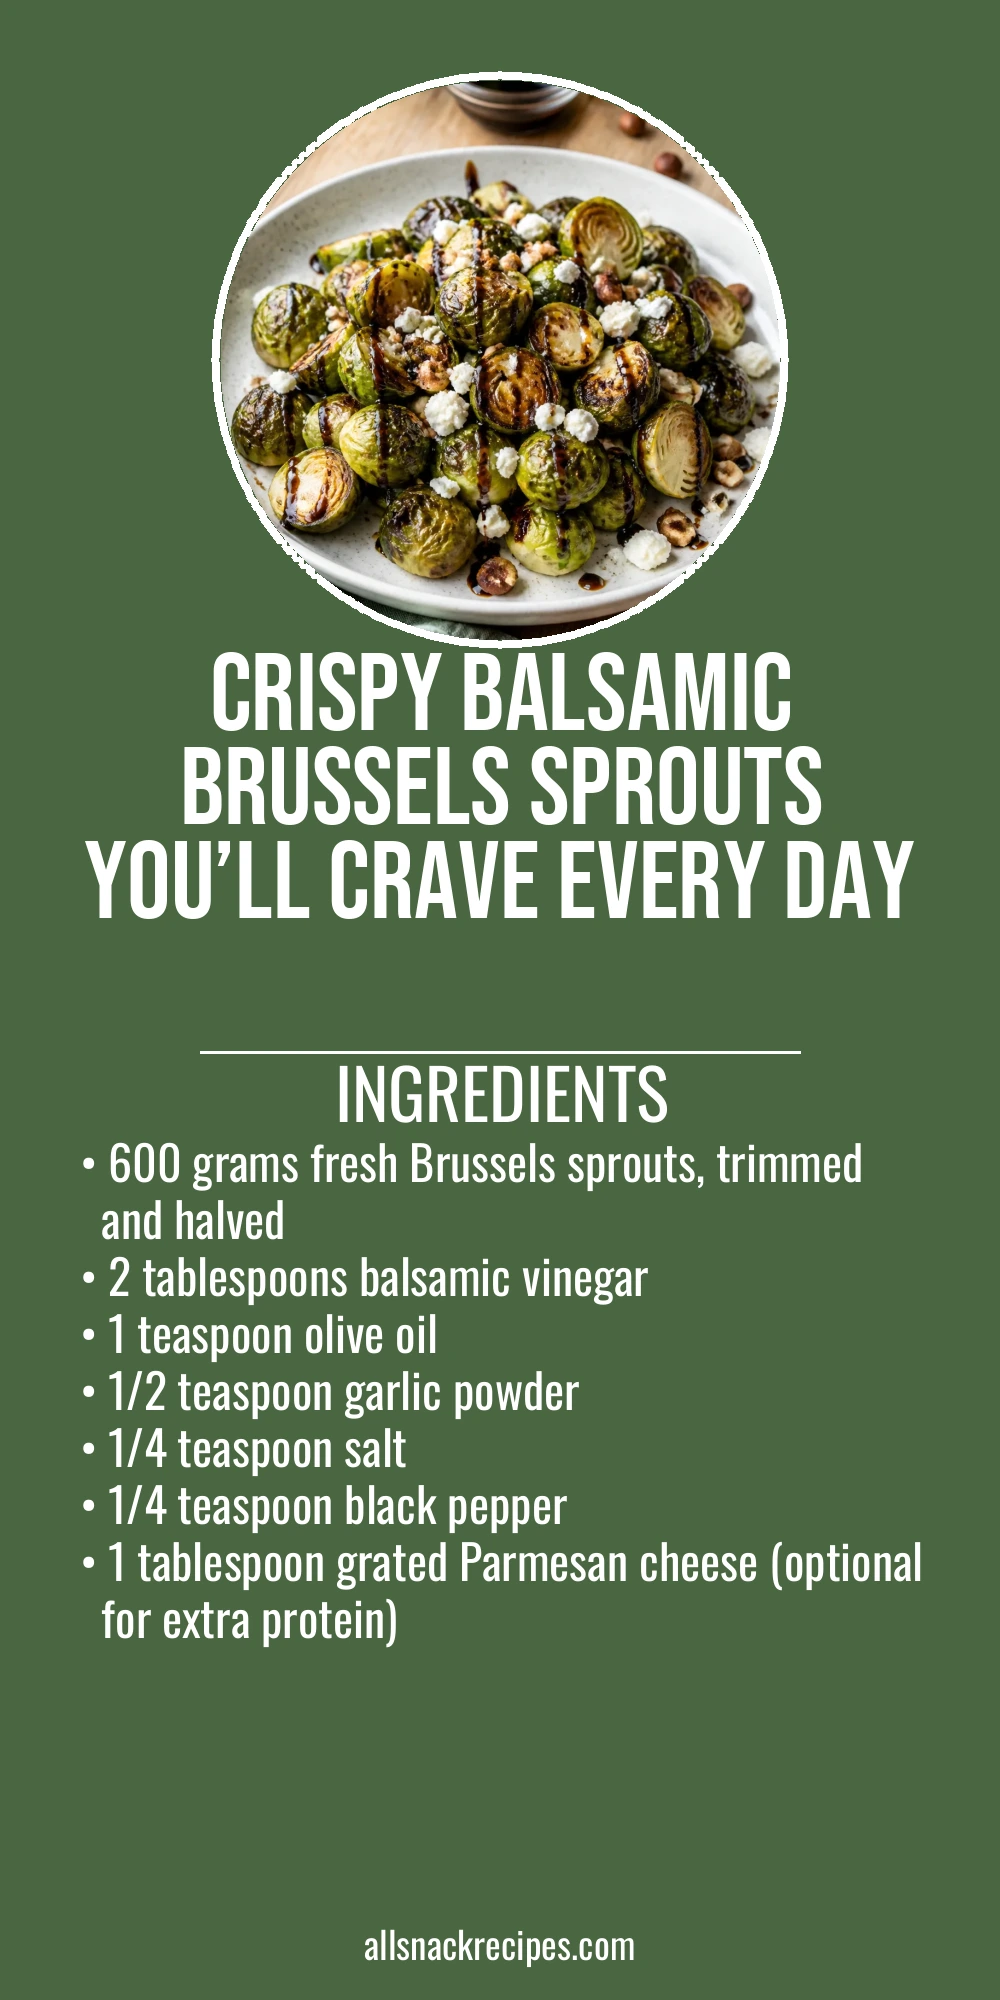 CRISPY BALSAMIC
BRUSSELS SPROUTS
YOU’LL CRAVE EVERY DAY
INGREDIENTS
• 600 grams fresh Brussels sprouts, trimmed
and halved
• 2 tablespoons balsamic vinegar
• 1 teaspoon olive oil
• 1/2 teaspoon garlic powder
• 1/4 teaspoon salt
• 1/4 teaspoon black pepper
• 1 tablespoon grated Parmesan cheese (optional
for extra protein)
allsnackrecipes.com